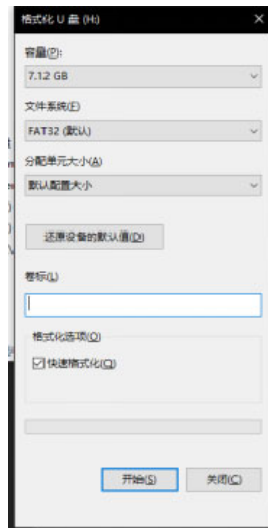 格式化 U 盘 (H:)
容量(P):
7.12 GB
文件系统(F)
FAT32 (默认)
分配单元大小(A)
默认配置大小
还原设备的默认值(D)
卷标(L)
格式化选项(O)
快速格式化(Q)
开始(S)
关闭(C)